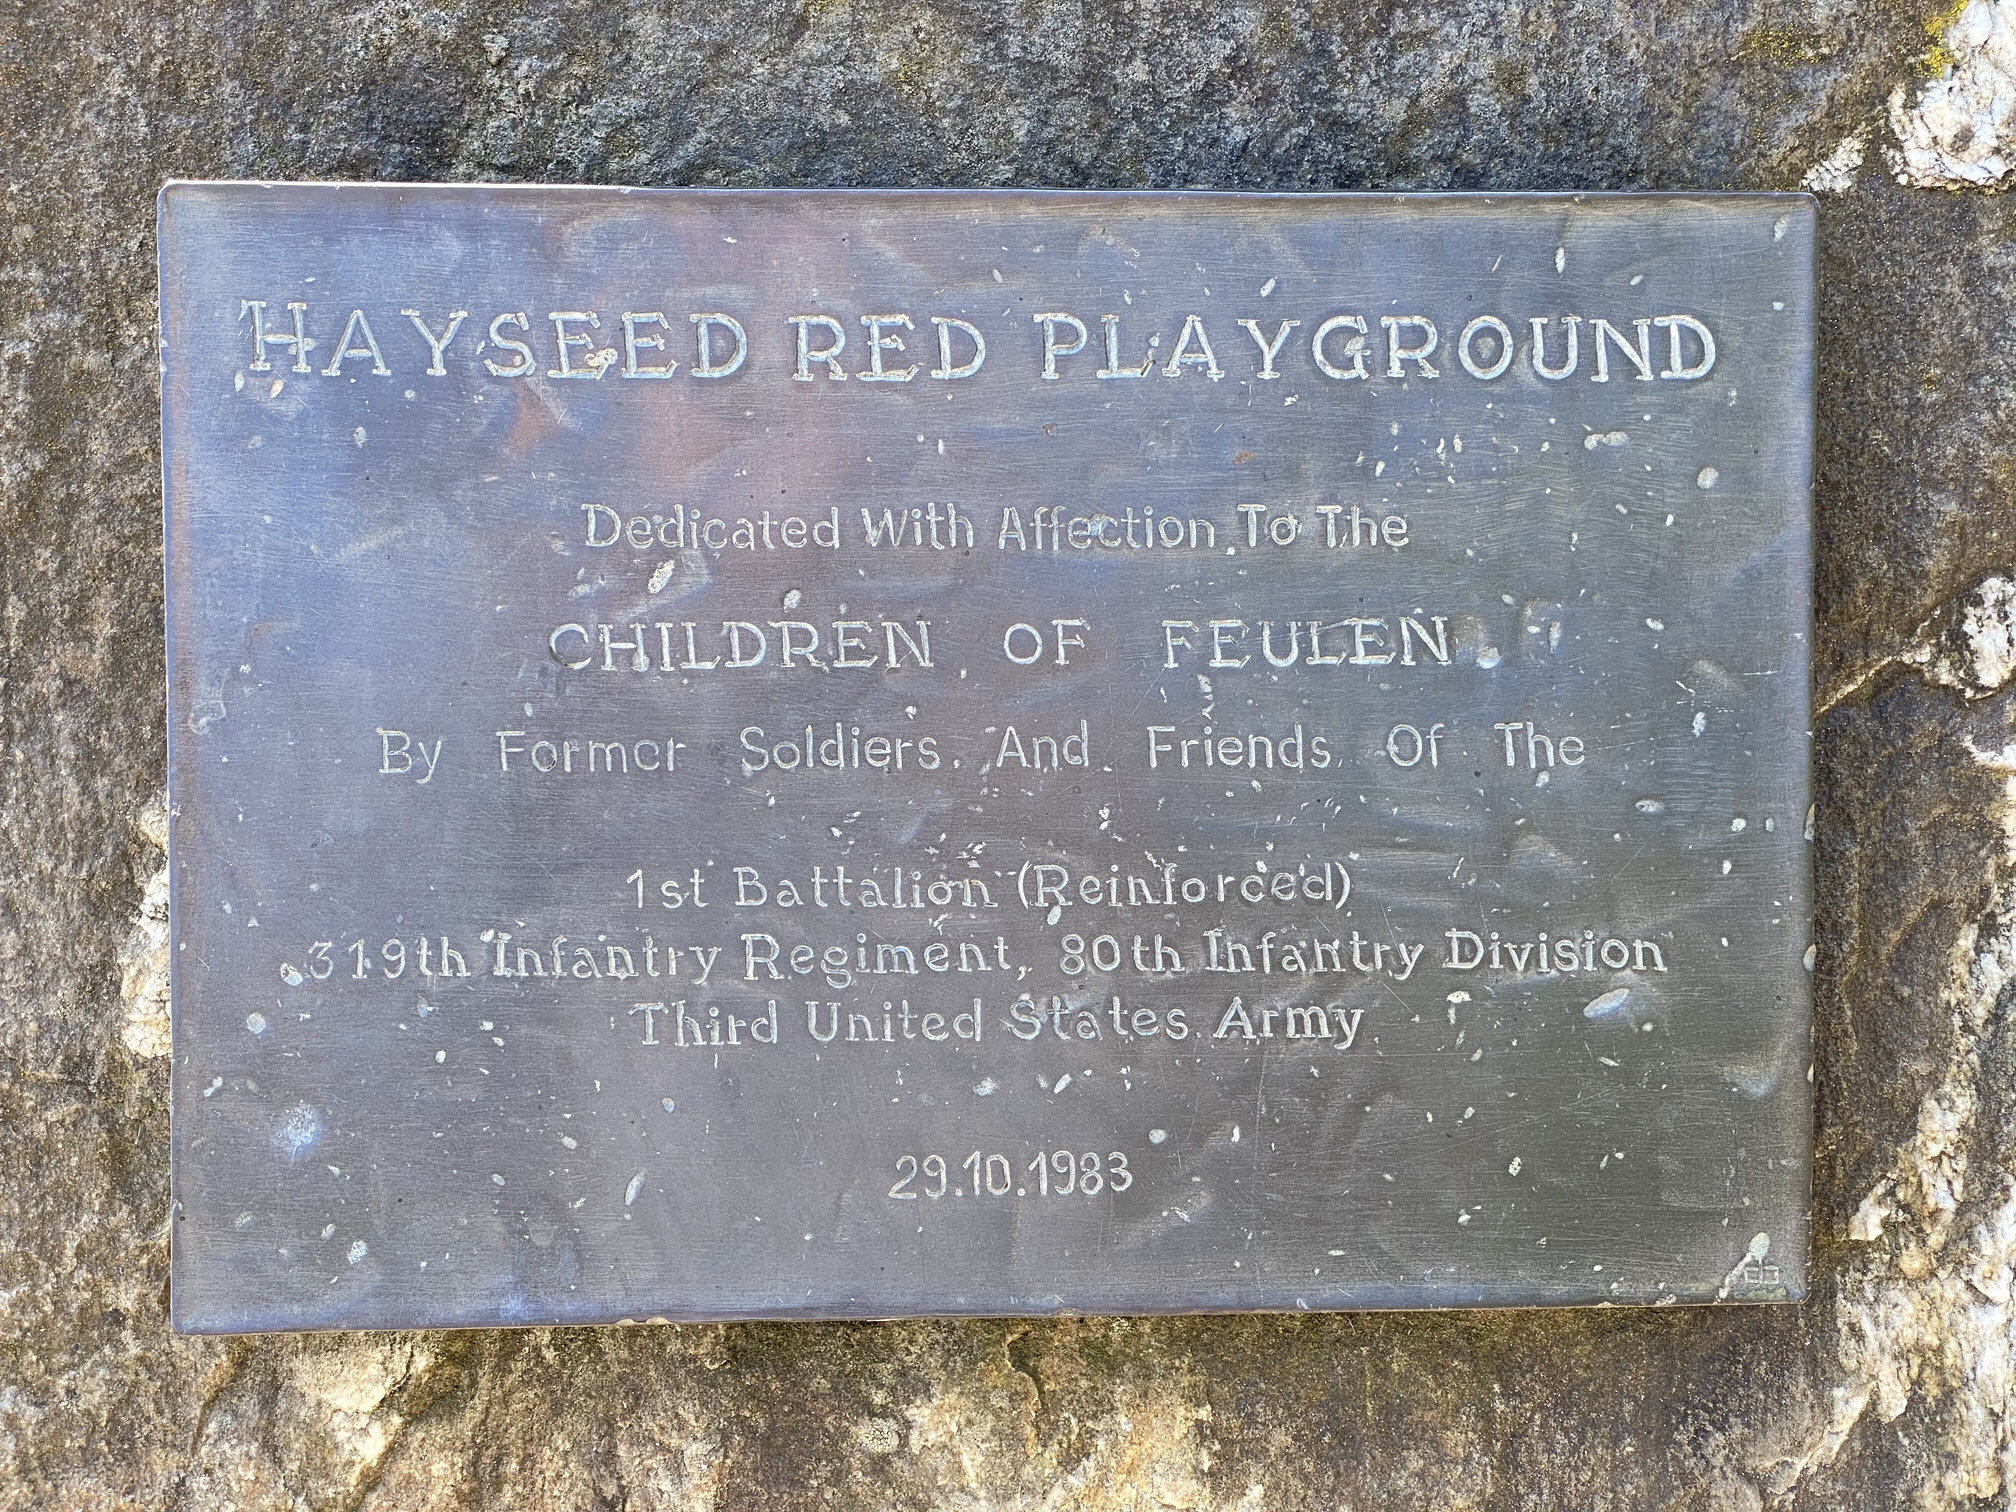 HAYSEED RED PLAYGROUND
Dedicated With Affection To The
CHILDREN OF FEULEN
By Former Soldiers And Friends Of The
1st Battalion (Reinforced)
319th Infantry Regiment, 80th Infantry Division
Third United States Army
29.10.1983